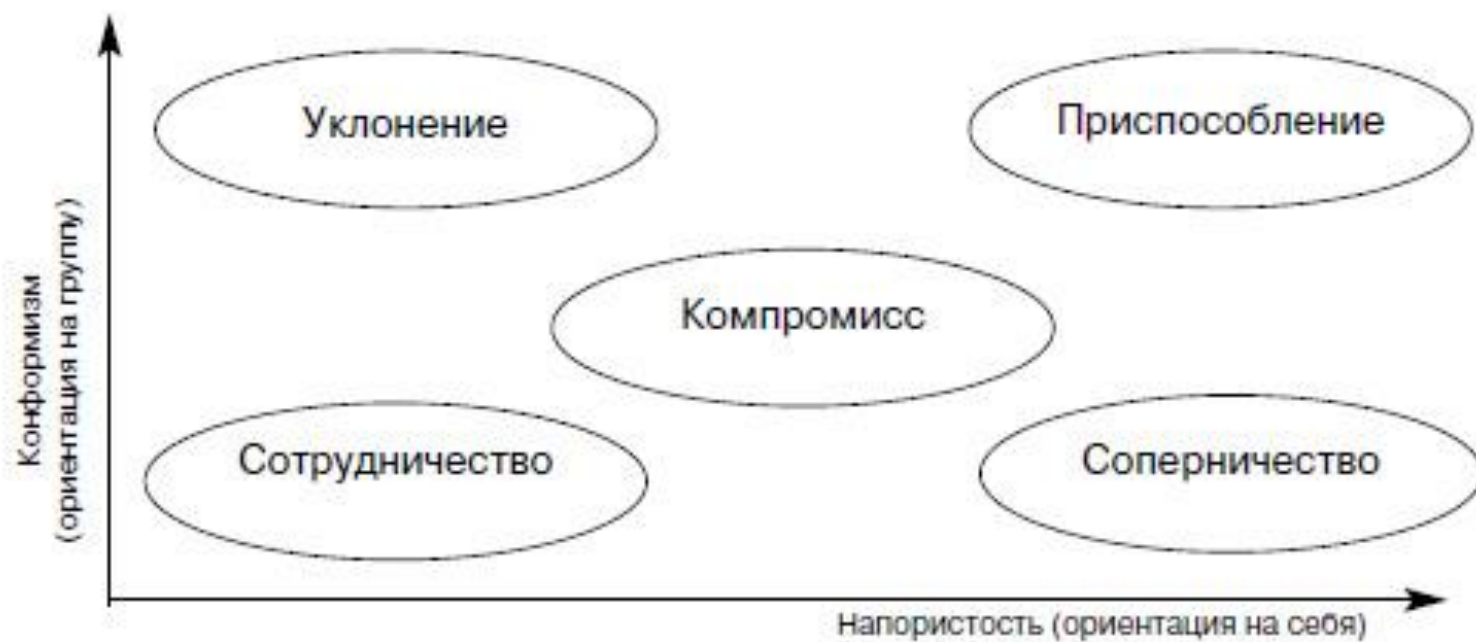 Уклонение
Приспособление
Компромисс
Сотрудничество
Соперничество
Конформизм
(ориентация на группу)
Напористость (ориентация на себя)